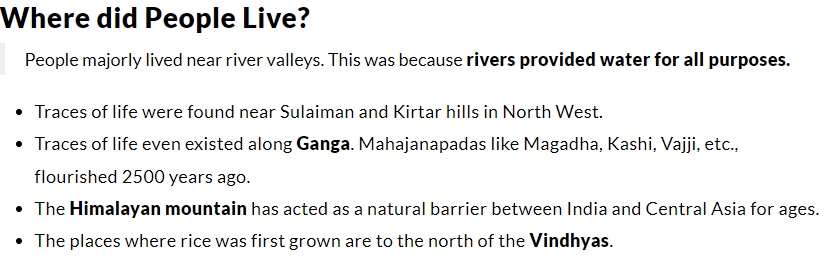 Where did People Live?
People majorly lived near river valleys. This was because rivers provided water for all purposes.
• Traces of life were found near Sulaiman and Kirtar hills in North West.
• Traces of life even existed along Ganga. Mahajanapadas like Magadha, Kashi, Vajji, etc.,
flourished 2500 years ago.
• The Himalayan mountain has acted as a natural barrier between India and Central Asia for ages.
• The places where rice was first grown are to the north of the Vindhyas.